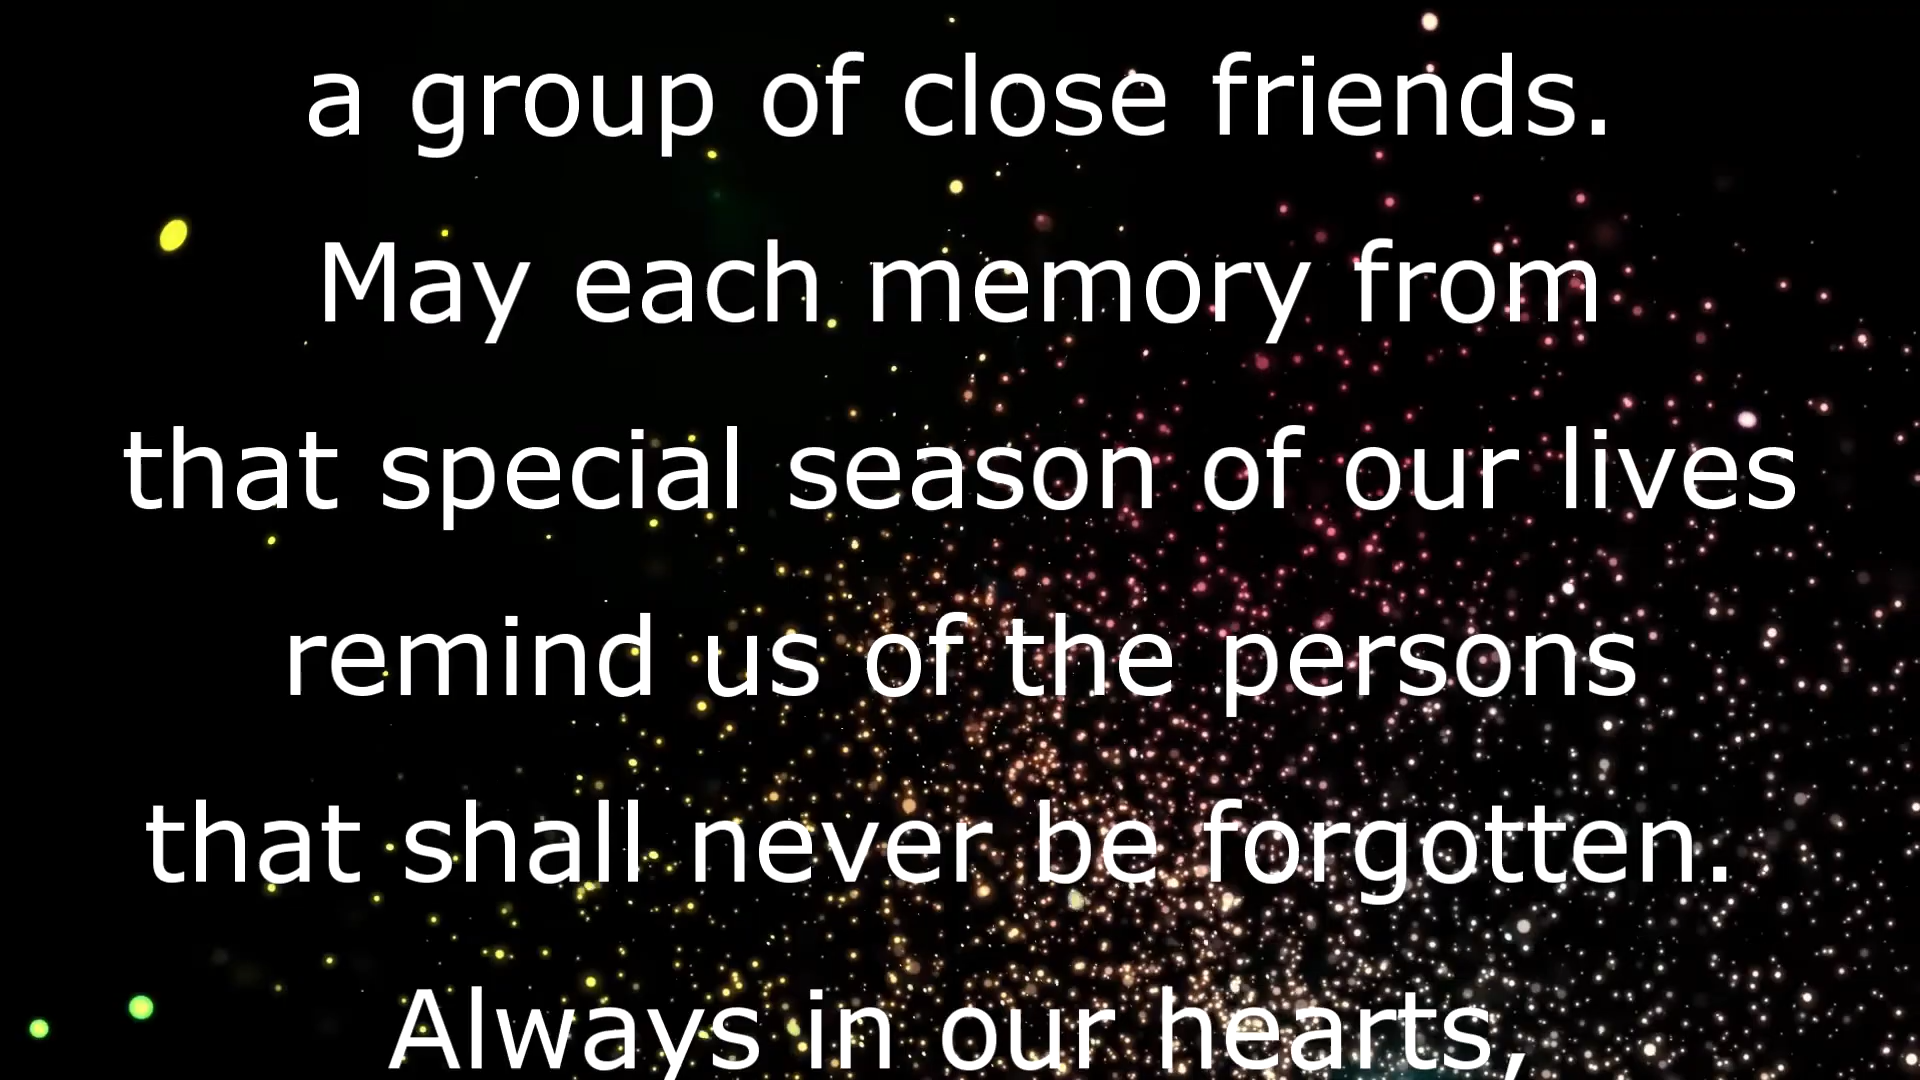 a group of close friends.
May each memory from
that special season of our lives
remind us of the persons
that shall never be forgotten.
Always in our hearts,